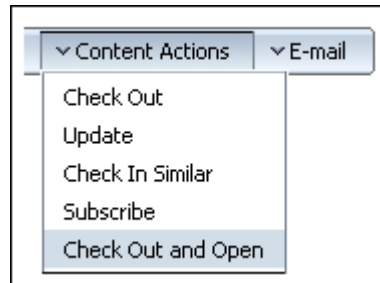 Content Actions E-mail
Check Out
Update
Check In Similar
Subscribe
Check Out and Open